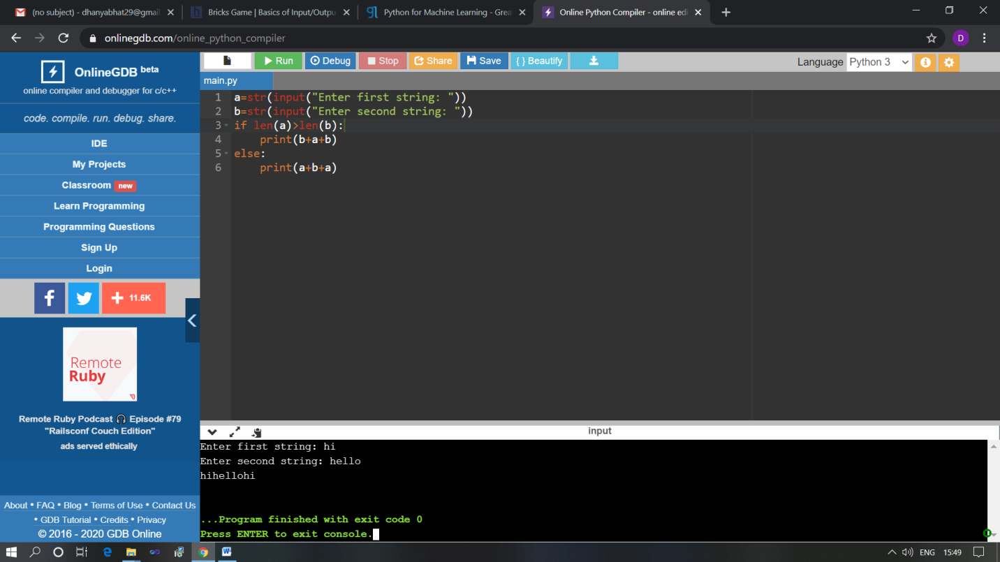 (no subject) - dhanyabhat29@gmail
Bricks Game | Basics of Input/Outpu
Python for Machine Learning - Grea
Online Python Compiler - online edi
onlinegdb.com/online_python_compiler
D
OnlineGDB beta
online compiler and debugger for c/c++
code. compile. run. debug. share.
IDE
My Projects
Classroom new
Learn Programming
Programming Questions
Sign Up
Login
f
+ 11.6K
Remote
Ruby
Remote Ruby Podcast 🎧 Episode #79
"Railsconf Couch Edition"
ads served ethically
About • FAQ • Blog • Terms of Use • Contact Us
• GDB Tutorial • Credits • Privacy
© 2016 - 2020 GDB Online
Run Debug Stop Share Save { } Beautify
Language Python 3
main.py
1 a=str(input("Enter first string: "))
2 b=str(input("Enter second string: "))
3 if len(a)>len(b):
4     print(b+a+b)
5 else:
6     print(a+b+a)
input
Enter first string: hi
Enter second string: hello
hihellohi
...Program finished with exit code 0
Press ENTER to exit console.
ENG 15:49